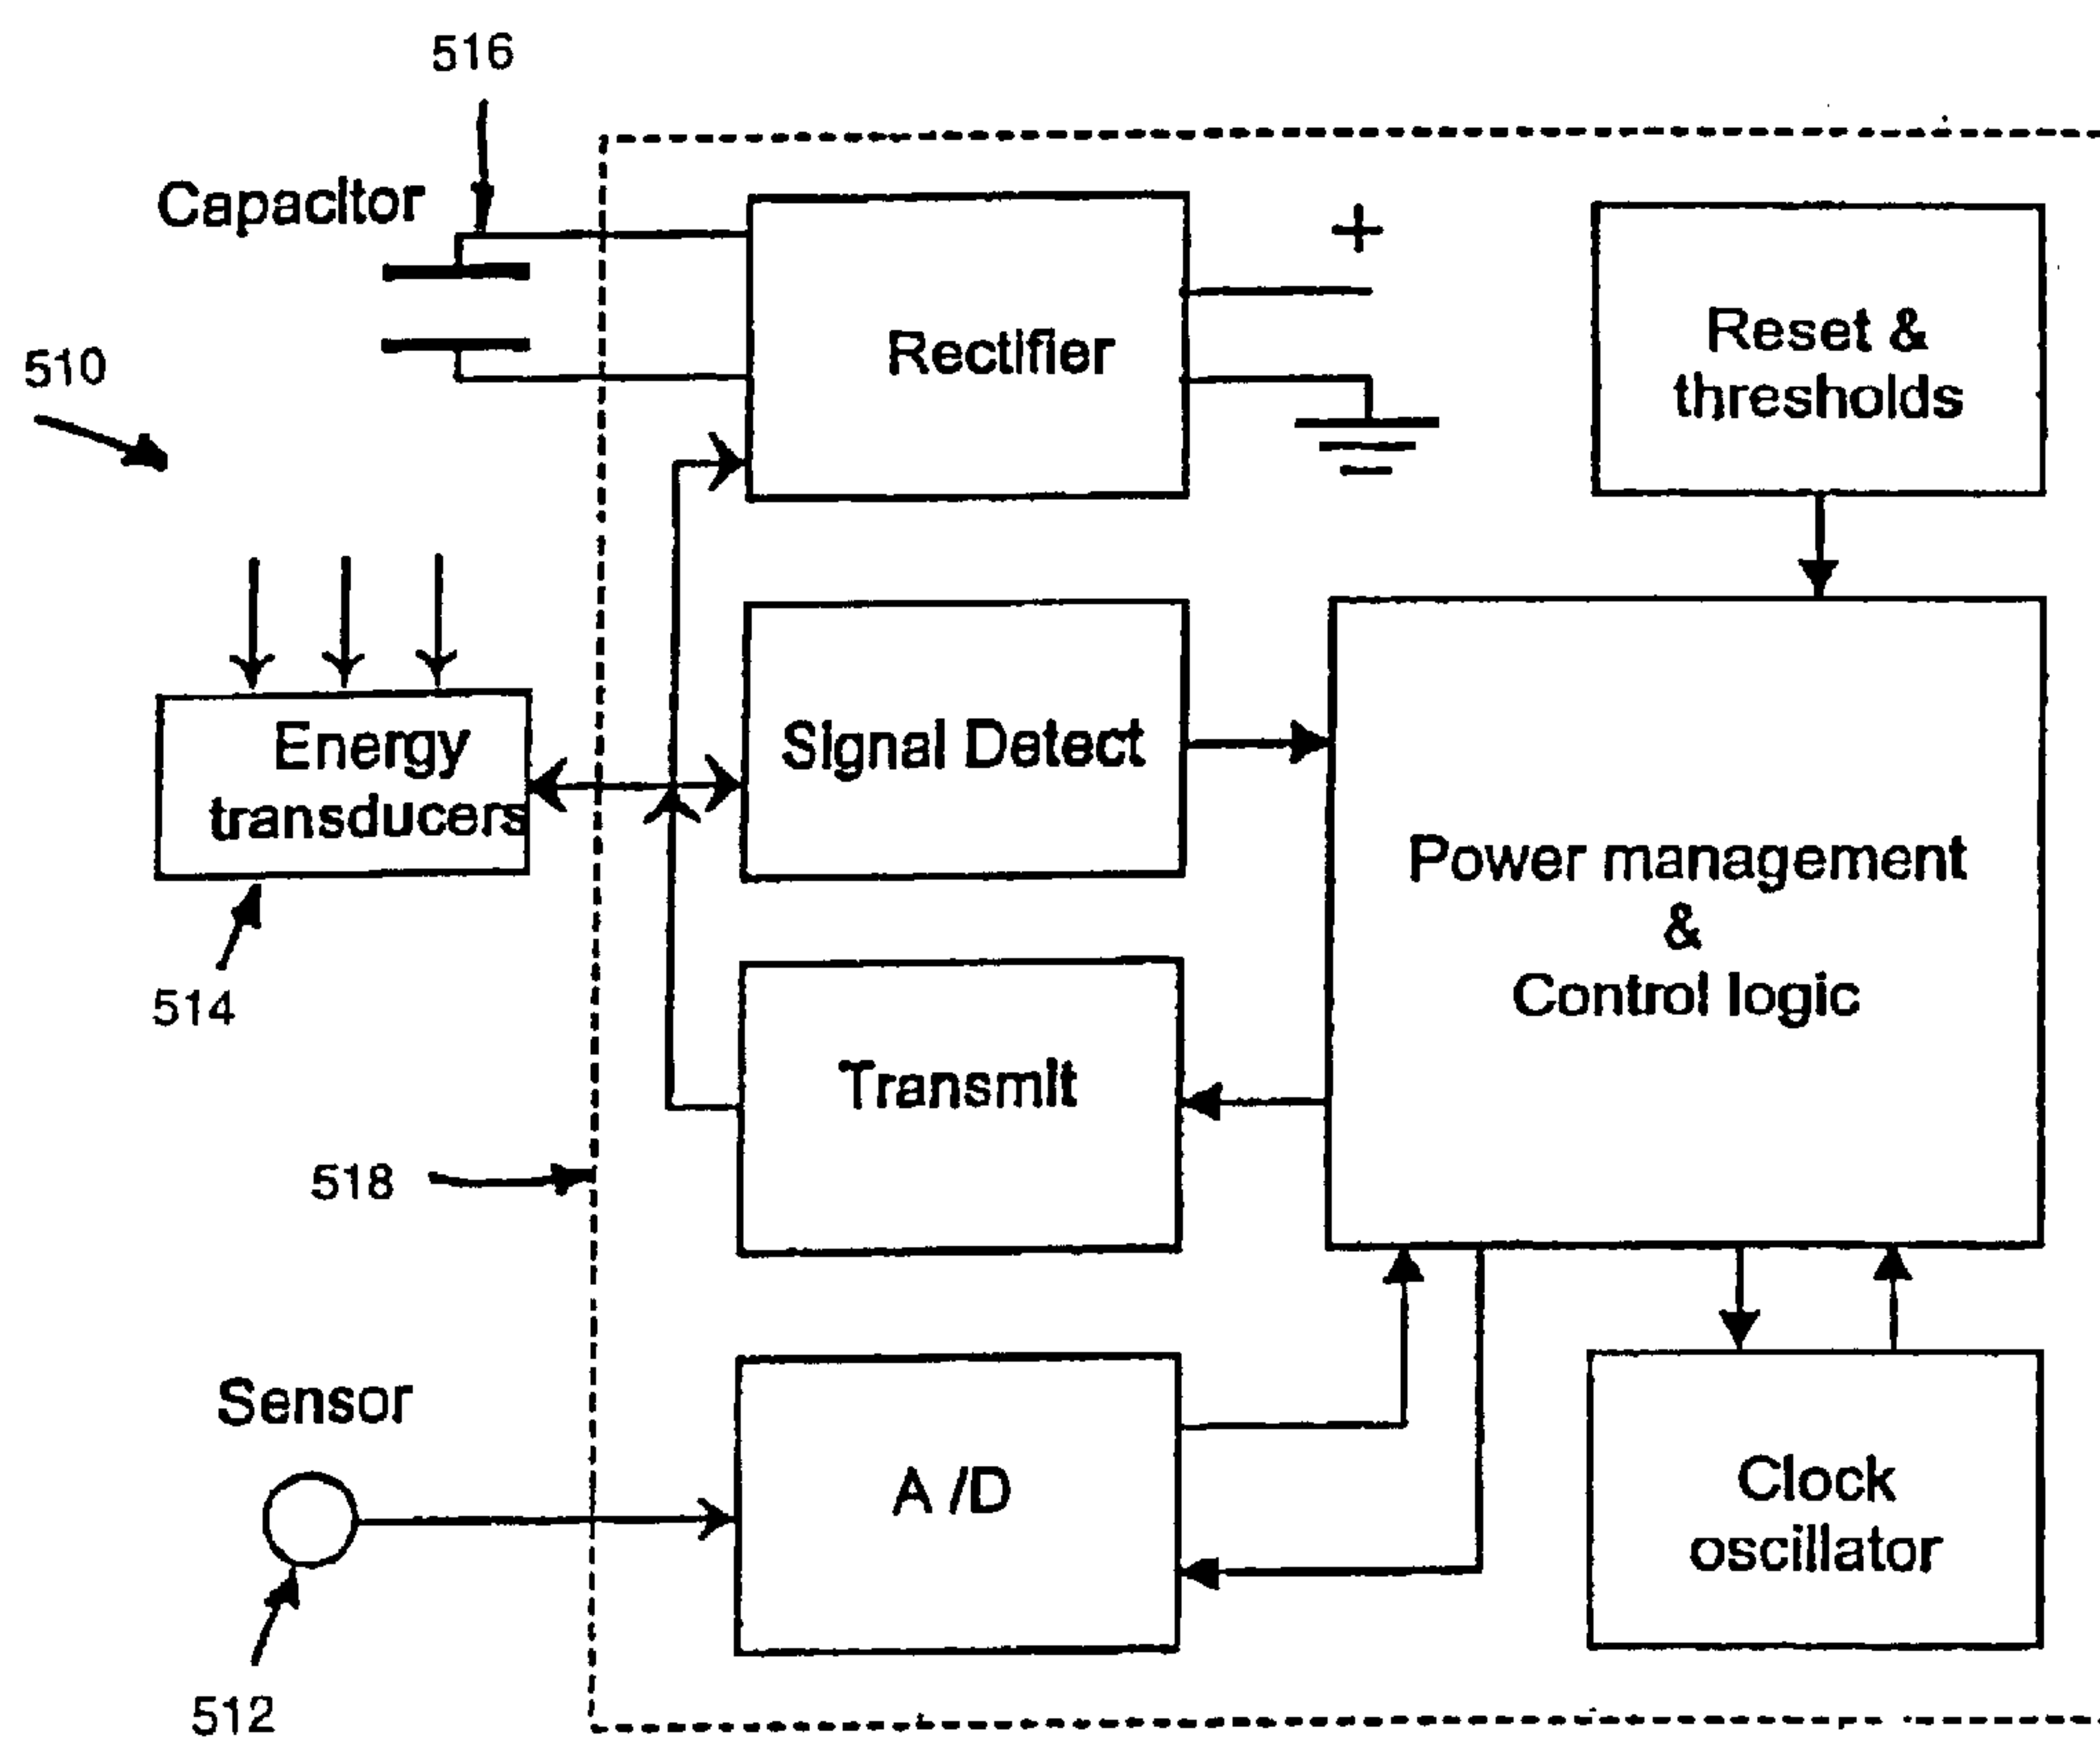 516
Capacitor
+
Rectifier
Reset &
thresholds
510
Energy
transducers
Signal Detect
Power management
&
Control logic
514
Transmit
518
Sensor
A /D
Clock
oscillator
512